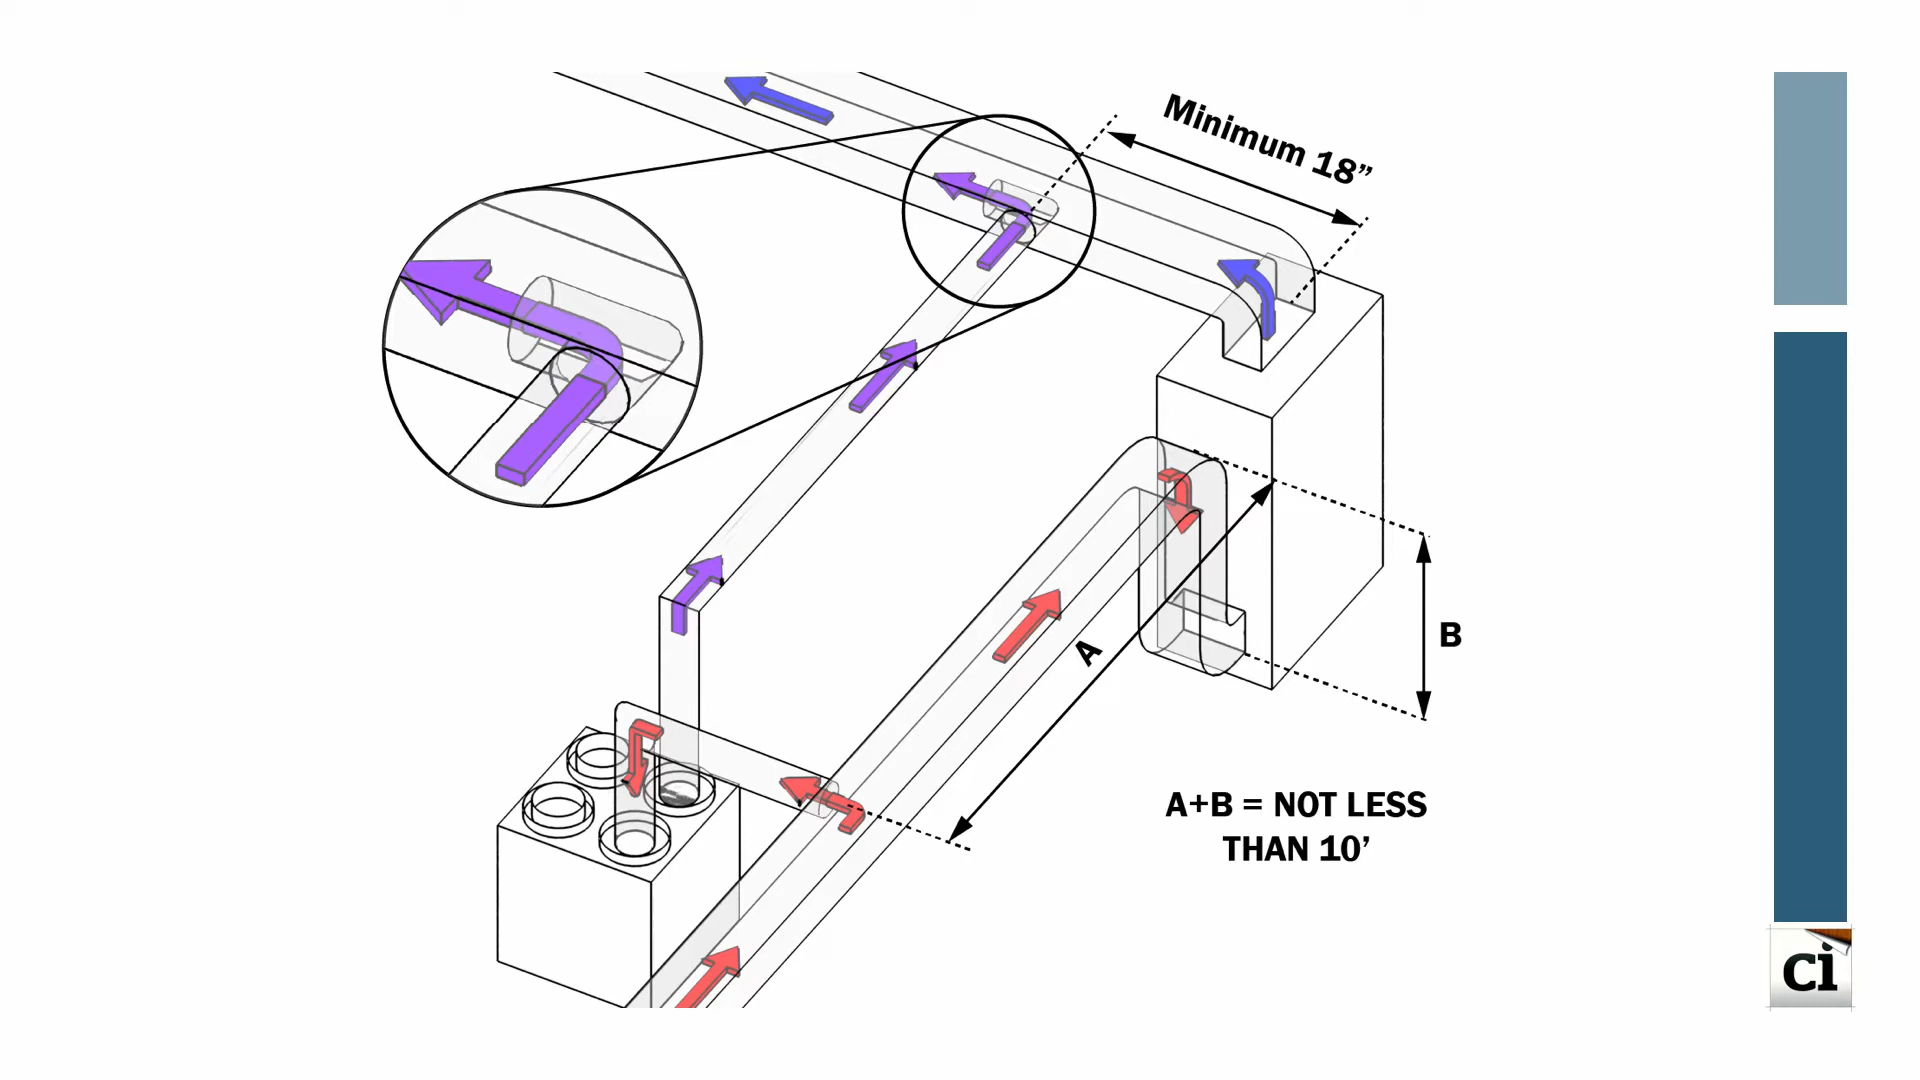 Minimum 18”
A
B
A+B = NOT LESS
THAN 10’
ci